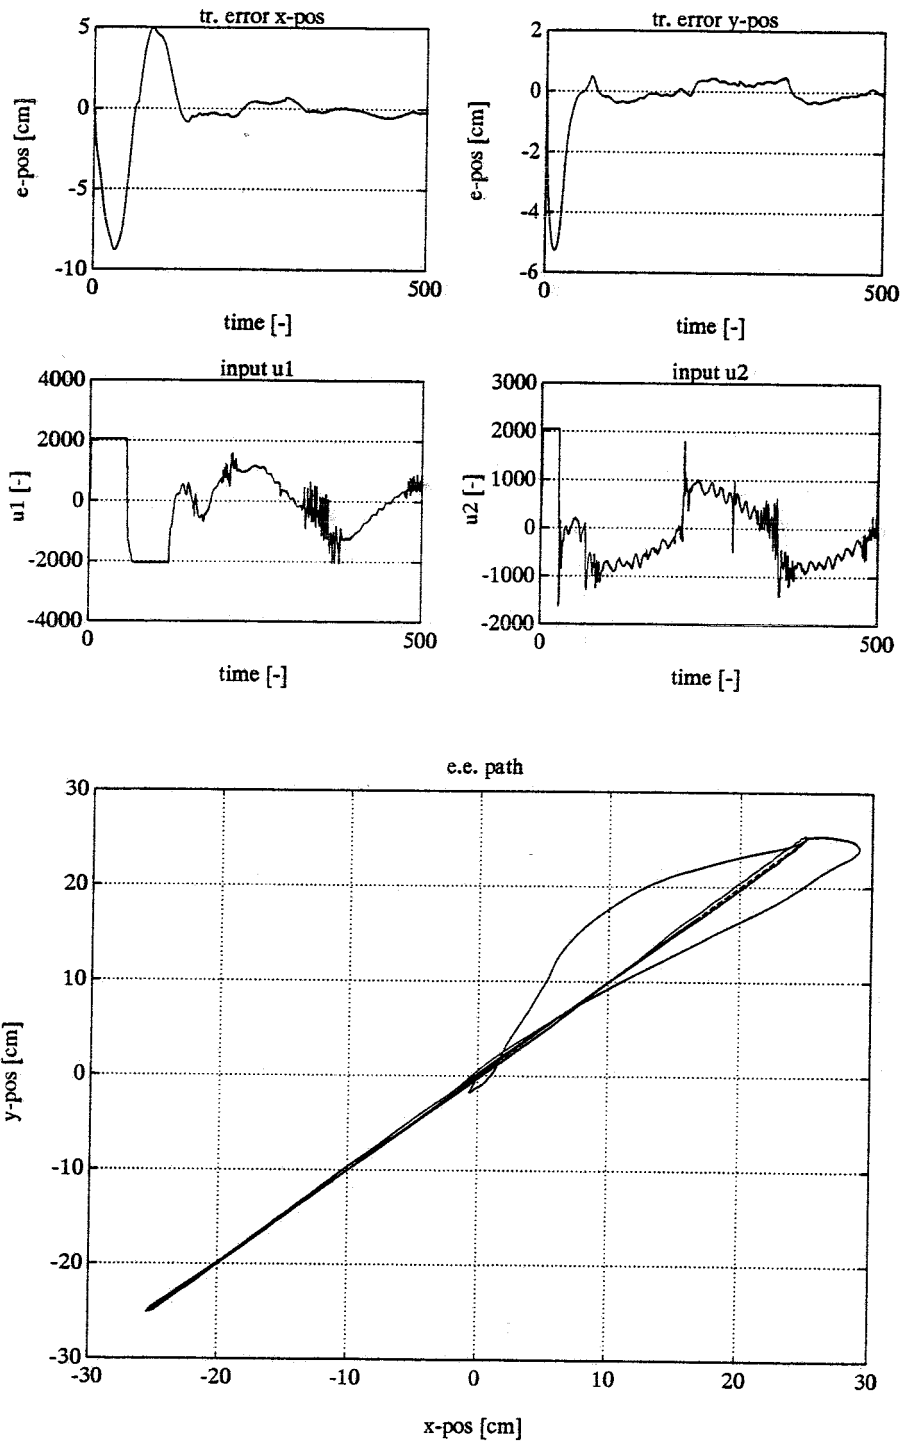 tr. error x-pos
5
0
-5
-10
e-pos [cm]
0
500
time [-]
tr. error y-pos
2
0
-2
-4
-6
e-pos [cm]
0
500
time [-]
input u1
4000
2000
0
-2000
-4000
u1 [-]
0
500
time [-]
input u2
3000
2000
1000
0
-1000
-2000
u2 [-]
0
500
time [-]
e.e. path
30
20
10
0
-10
-20
-30
y-pos [cm]
-30
-20
-10
0
10
20
30
x-pos [cm]